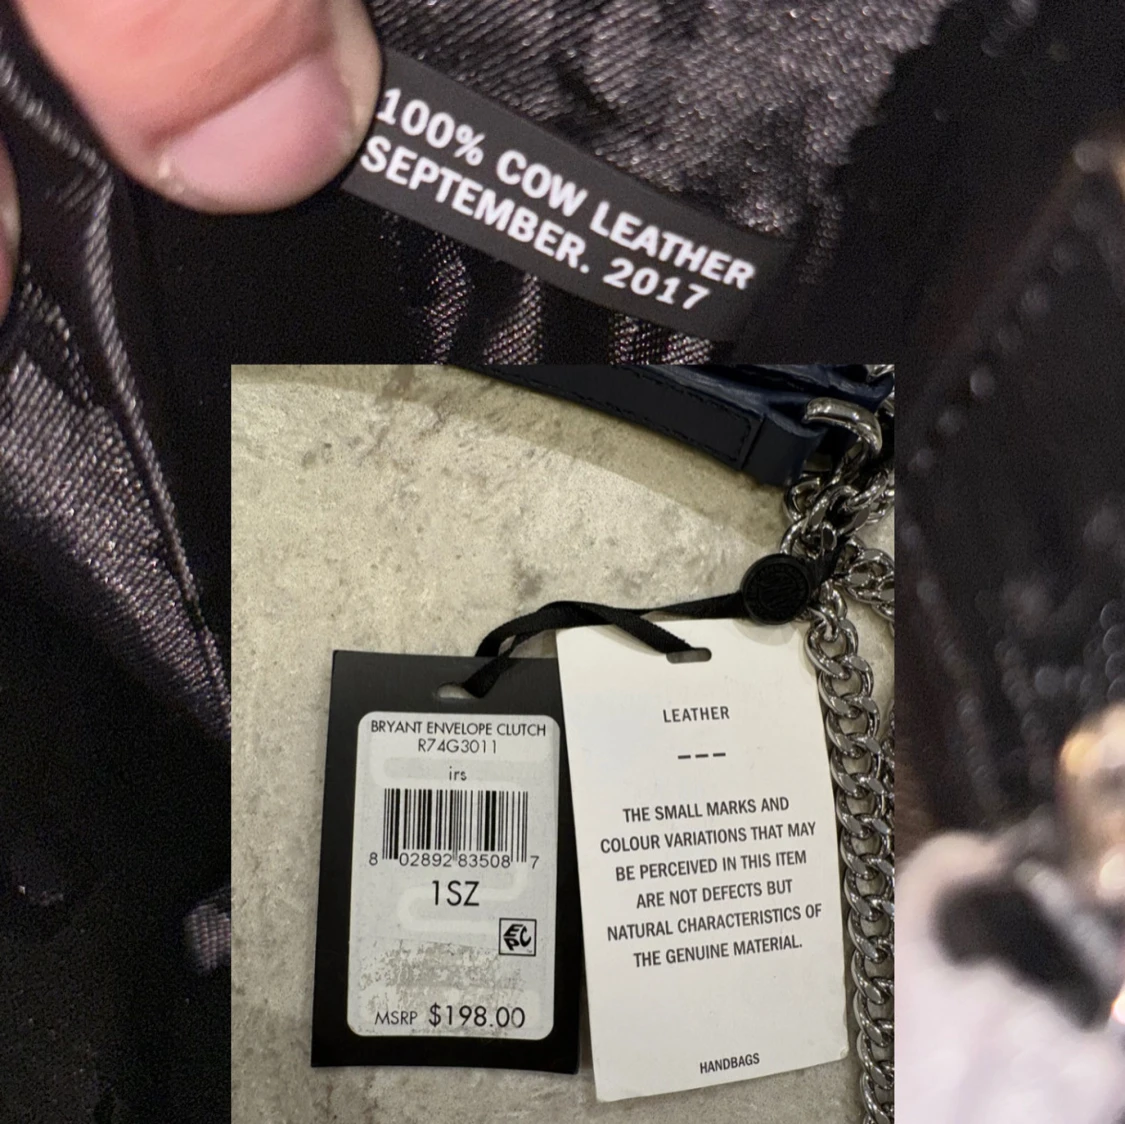 100% COW LEATHER
SEPTEMBER. 2017
BRYANT ENVELOPE CLUTCH
R74G3011
irs
8 02892 83508 7
1SZ
MSRP $198.00
LEATHER
---
THE SMALL MARKS AND
COLOUR VARIATIONS THAT MAY
BE PERCEIVED IN THIS ITEM
ARE NOT DEFECTS BUT
NATURAL CHARACTERISTICS OF
THE GENUINE MATERIAL.
HANDBAGS